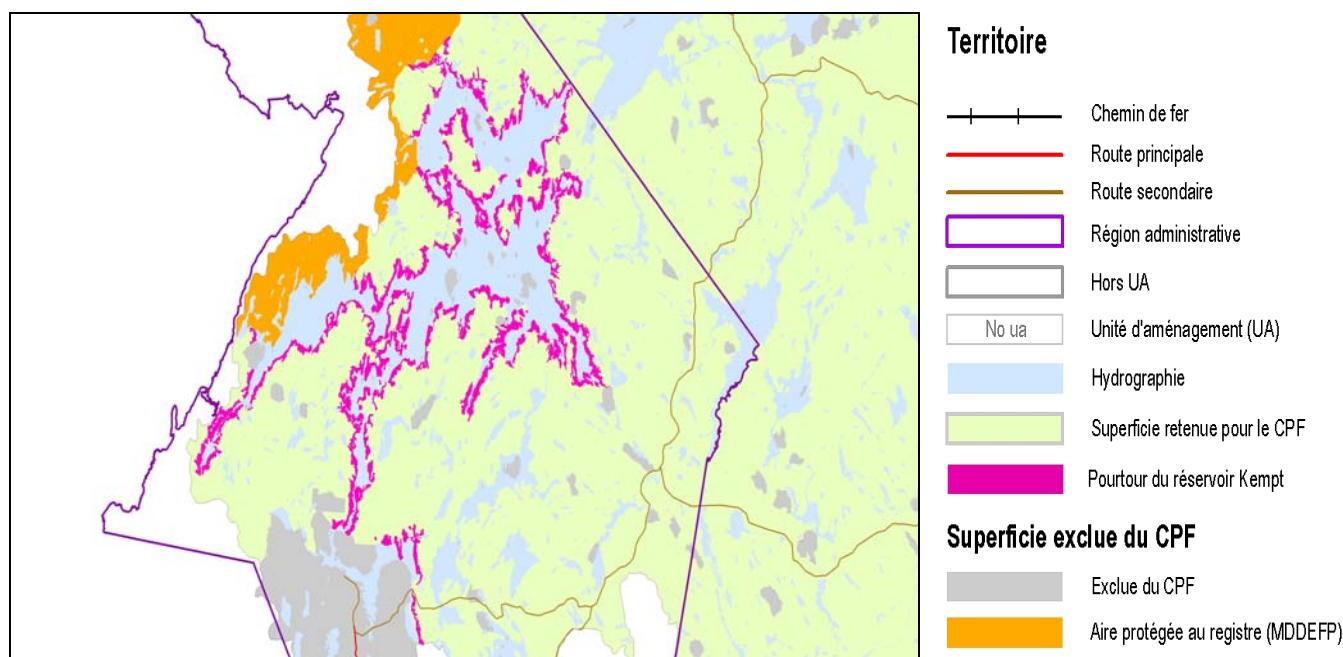 Territoire
Chemin de fer
Route principale
Route secondaire
Région administrative
Hors UA
No ua Unité d'aménagement (UA)
Hydrographie
Superficie retenue pour le CPF
Pourtour du réservoir Kempt
Superficie exclue du CPF
Exclue du CPF
Aire protégée au registre (MDDEFP)